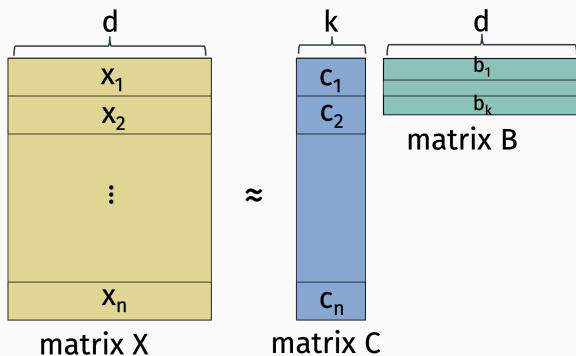 d k d
x₁ c₁ b₁
x₂ c₂ bₖ
matrix B
⋮ ≈
xₙ cₙ
matrix X matrix C